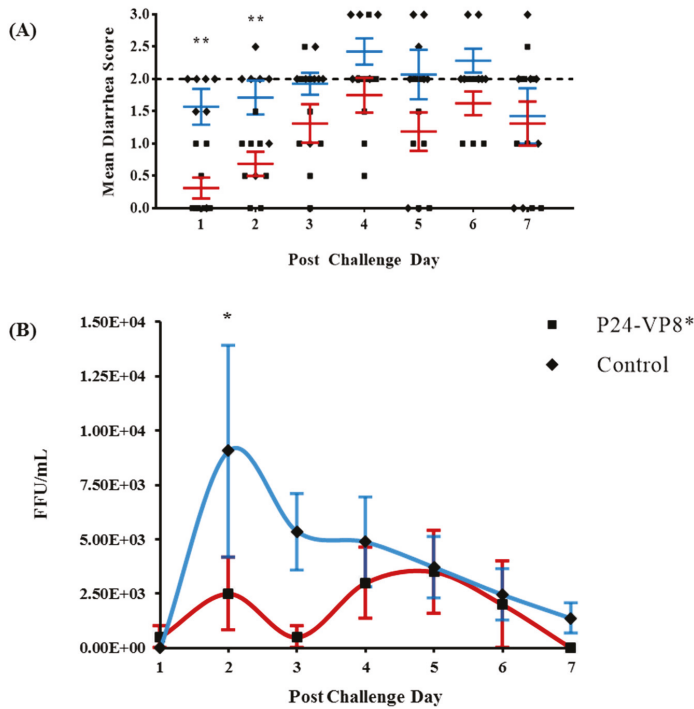 (A)
**
**
Mean Diarrhea Score
3.0
2.5
2.0
1.5
1.0
0.5
0.0
1 2 3 4 5 6 7
Post Challenge Day
(B)
*
FFU/mL
1.50E+04
1.25E+04
1.00E+04
7.50E+03
5.00E+03
2.50E+03
0.00E+00
1 2 3 4 5 6 7
Post Challenge Day
P24-VP8*
Control